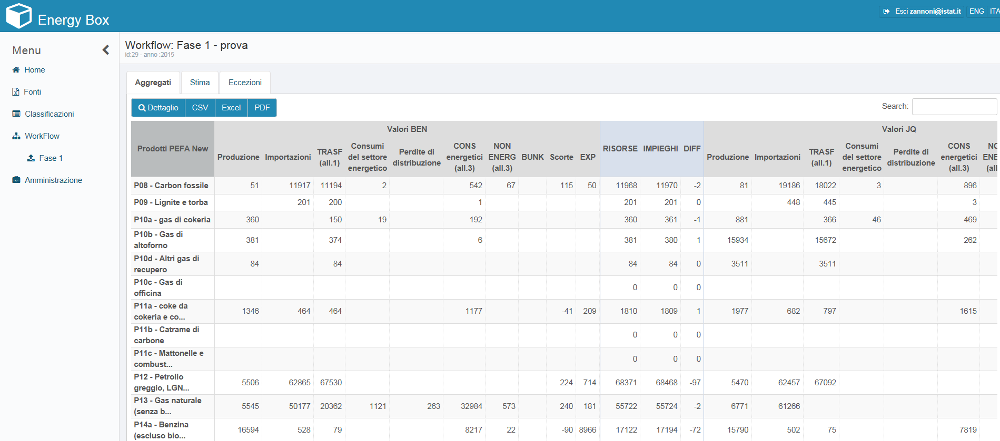 Energy Box
Esci zannoni@istat.it ENG ITA
Menu
Home
Fonti
Classificazioni
WorkFlow
Fase 1
Amministrazione
Workflow: Fase 1 - prova
id:29 - anno :2015
Aggregati Stima Eccezioni
Dettaglio CSV Excel PDF
Search:
Valori BEN Valori JQ
Prodotti PEFA New Produzione Importazioni TRASF (all.1) Consumi del settore energetico Perdite di distribuzione CONS energetici (all.3) NON ENERG (all.3) BUNK Scorte EXP RISORSE IMPIEGHI DIFF Produzione Importazioni TRASF (all.1) Consumi del settore energetico Perdite di distribuzione CONS energetici (all.3)
P08 - Carbon fossile 51 11917 11194 2 542 67 115 50 11968 11970 -2 81 19186 18022 3 896
P09 - Lignite e torba 201 200 1 201 201 0 448 445 3
P10a - gas di cokeria 360 150 19 192 360 361 -1 881 366 46 469
P10b - Gas di
altoforno 381 374 6 381 380 1 15934 15672 262
P10d - Altri gas di
recupero 84 84 84 84 0 3511 3511
P10c - Gas di
officina 0 0 0
P11a - coke da
cokeria e co... 1346 464 464 1177 -41 209 1810 1809 1 1977 682 797 1615
P11b - Catrame di
carbone 0 0 0
P11c - Mattonelle e
combust... 0 0 0
P12 - Petrolio
greggio, LGN... 5506 62865 67530 224 714 68371 68468 -97 5470 62457 67092
P13 - Gas naturale
(senza b... 5545 50177 20362 1121 263 32984 573 240 181 55722 55724 -2 6771 61266
P14a - Benzina
(escluso bio... 16594 528 79 8217 22 -90 8966 17122 17194 -72 15790 502 75 7819